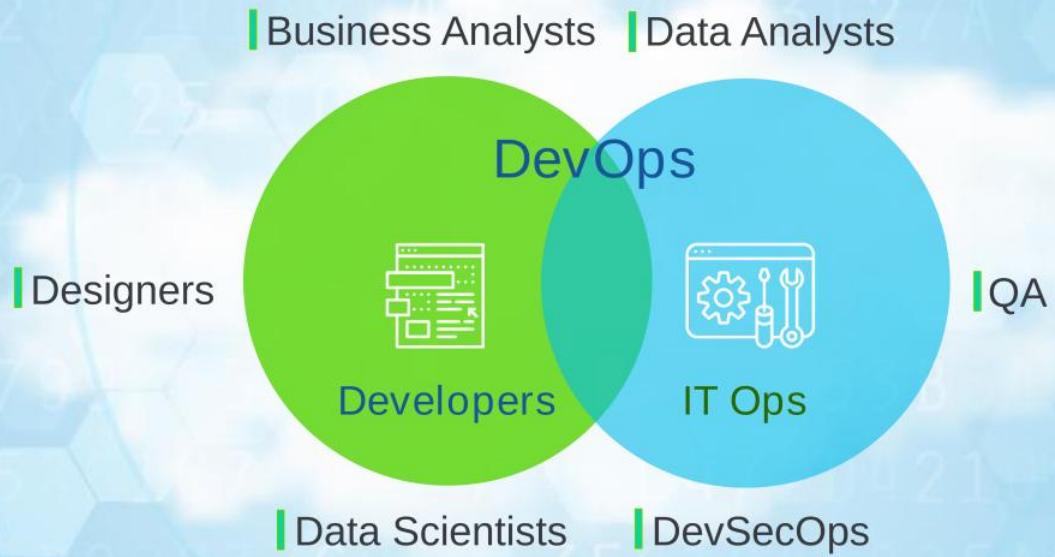 Business Analysts
Data Analysts
DevOps
Designers
QA
Developers
IT Ops
Data Scientists
DevSecOps